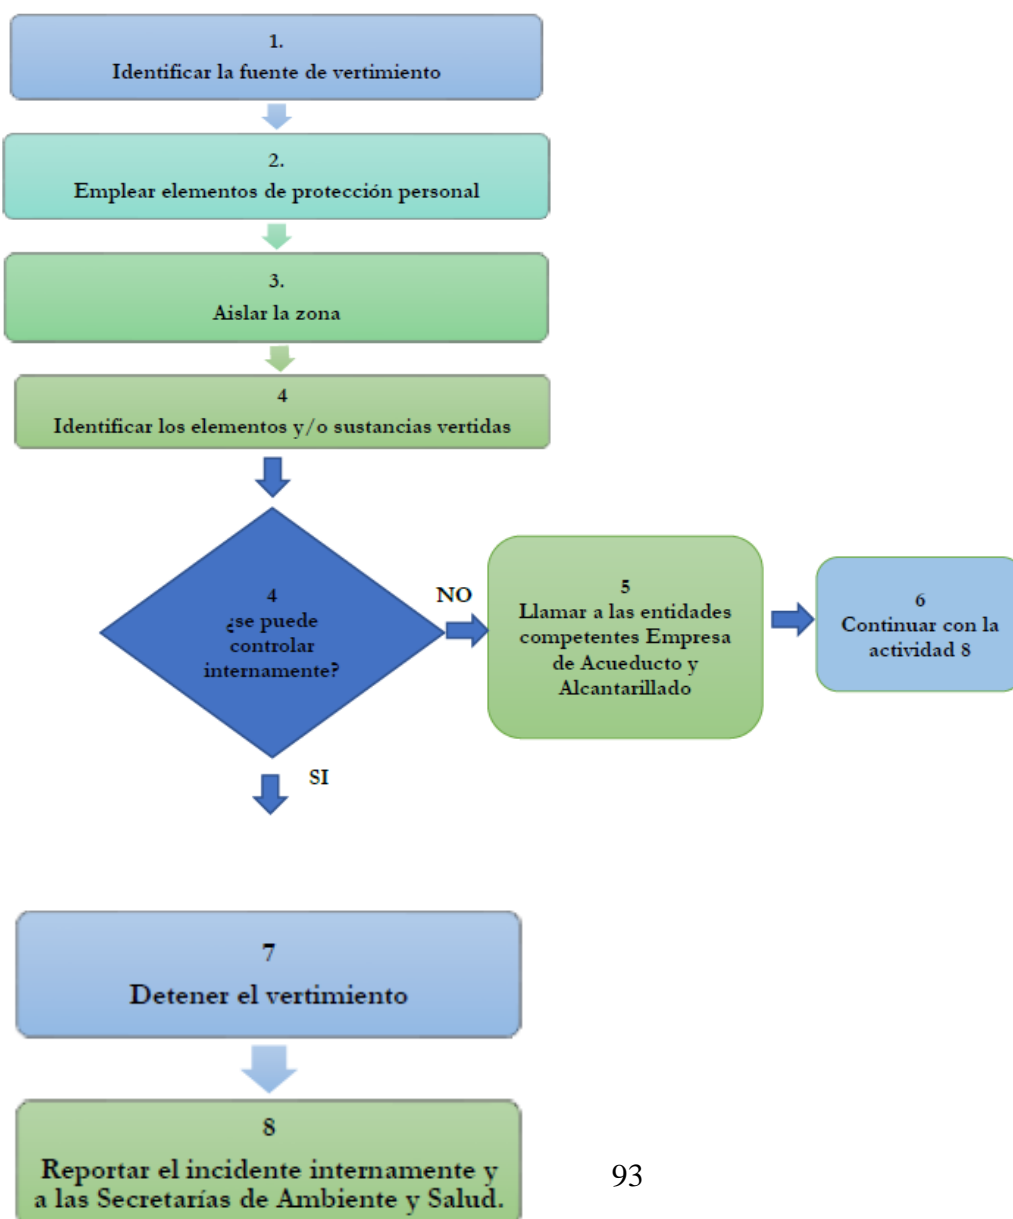 1.
Identificar la fuente de vertimiento
2.
Emplear elementos de protección personal
3.
Aislar la zona
4
Identificar los elementos y/o sustancias vertidas
4
¿se puede
controlar
internamente?
NO
5
Llamar a las entidades
competentes Empresa
de Acueducto y
Alcantarillado
6
Continuar con la
actividad 8
SI
7
Detener el vertimiento
8
Reportar el incidente internamente y
a las Secretarías de Ambiente y Salud.
93